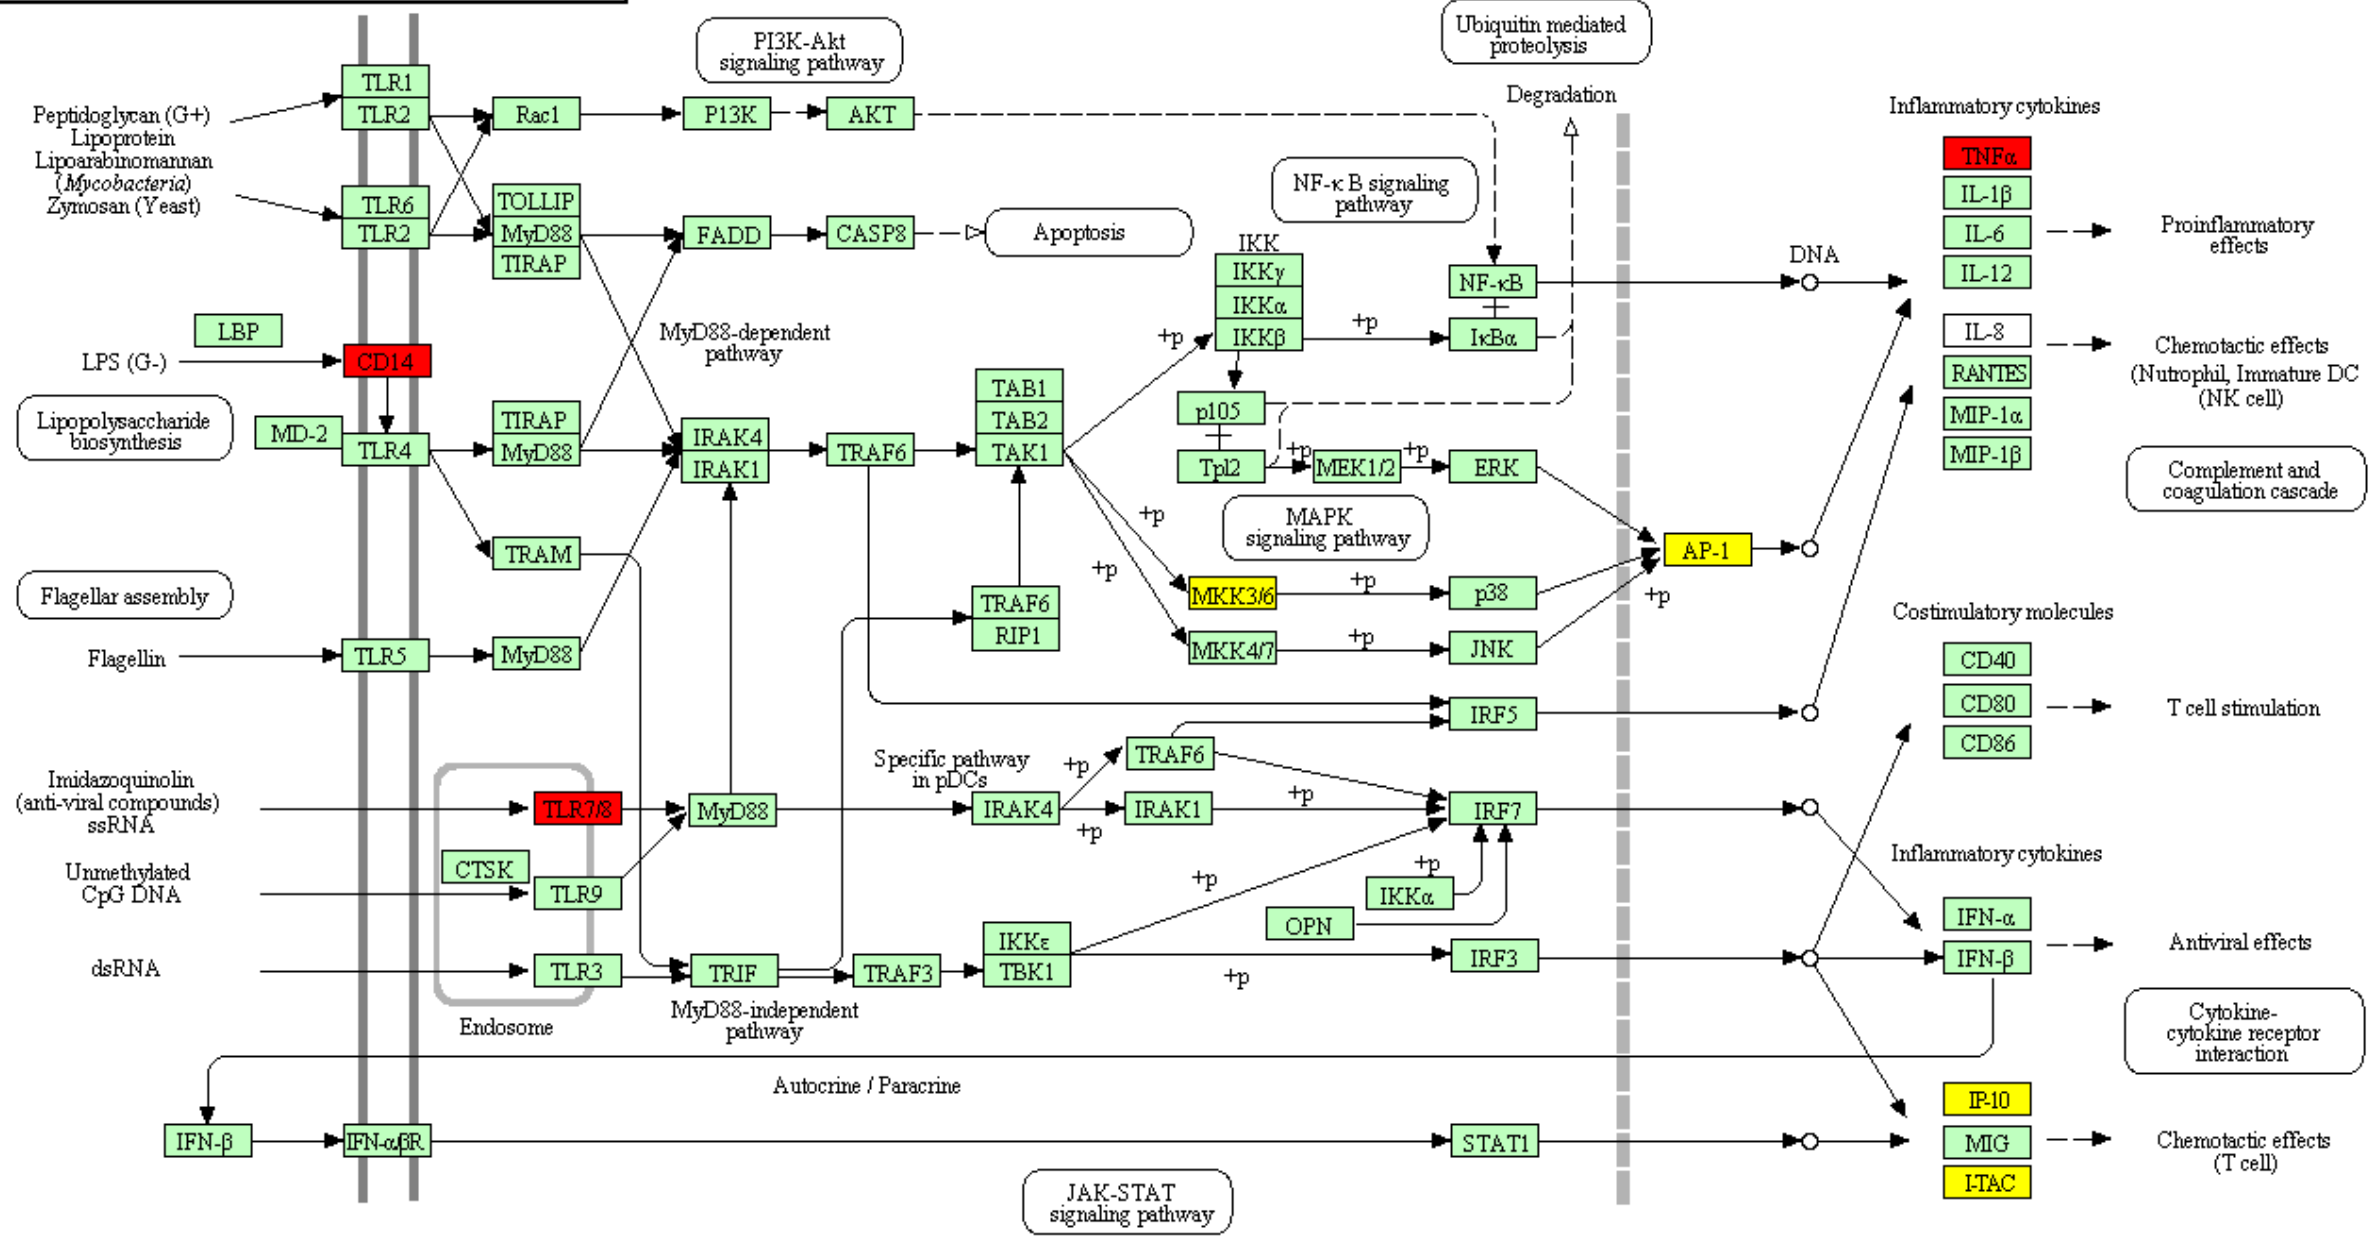 PI3K-Akt
signaling pathway
Ubiquitin mediated
proteolysis
Degradation
Inflammatory cytokines
TLR1
TLR2
Rac1
P13K
AKT
Peptidoglycan (G+)
Lipoprotein
Lipoarabinomannan
(Mycobacteria)
Zymosan (Yeast)
TNFα
IL-1β
IL-6
IL-12
Proinflammatory
effects
NF-κB signaling
pathway
TLR6
TLR2
TOLLIP
MyD88
TIRAP
FADD
CASP8
Apoptosis
IKK
IKKγ
IKKα
IKKβ
NF-κB
IκBα
DNA
+p
+p
LBP
LPS (G-)
CD14
MyD88-dependent
pathway
IL-8
RANTES
MIP-1α
MIP-1β
Chemotactic effects
(Nutrophil, Immature DC
(NK cell)
Lipopolysaccharide
biosynthesis
MD-2
TLR4
TIRAP
MyD88
IRAK4
IRAK1
TRAF6
TAB1
TAB2
TAK1
p105
Tpl2
+p
MEK1/2
+p
ERK
Complement and
coagulation cascade
MAPK
signaling pathway
+p
+p
TRAM
AP-1
Flagellar assembly
TRAF6
RIP1
MKK3/6
+p
p38
+p
MKK4/7
+p
JNK
Costimulatory molecules
CD40
CD80
CD86
T cell stimulation
Flagellin
TLR5
MyD88
IRF5
Specific pathway
in pDCs
+p
TRAF6
Imidazoquinolin
(anti-viral compounds)
ssRNA
TLR7/8
MyD88
IRAK4
+p
IRAK1
+p
IRF7
Unmethylated
CpG DNA
CTSK
TLR9
+p
+p
IKKα
OPN
Inflammatory cytokines
IFN-α
IFN-β
Antiviral effects
dsRNA
TLR3
TRIF
TRAF3
IKKε
TBK1
+p
IRF3
Endosome
MyD88-independent
pathway
Cytokine-
cytokine receptor
interaction
Autocrine / Paracrine
IFN-β
IFN-α/βR
STAT1
IP-10
MIG
I-TAC
Chemotactic effects
(T cell)
JAK-STAT
signaling pathway